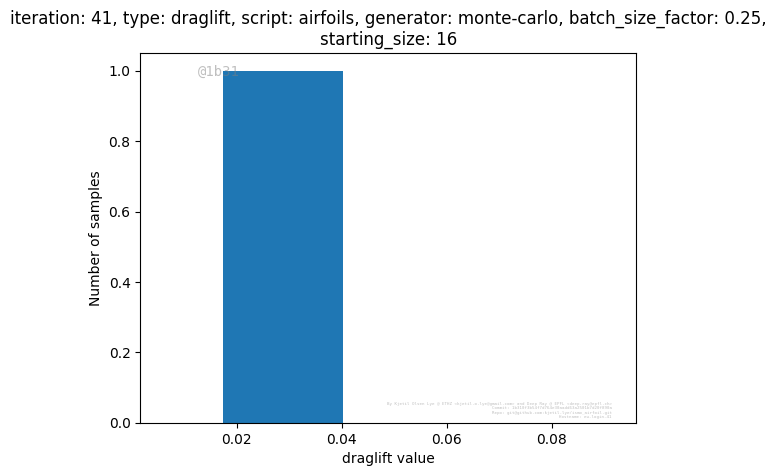 iteration: 41, type: draglift, script: airfoils, generator: monte-carlo, batch_size_factor: 0.25,
starting_size: 16
@1b31
1.0
0.8
0.6
0.4
0.2
0.0
Number of samples
0.02
0.04
0.06
0.08
draglift value